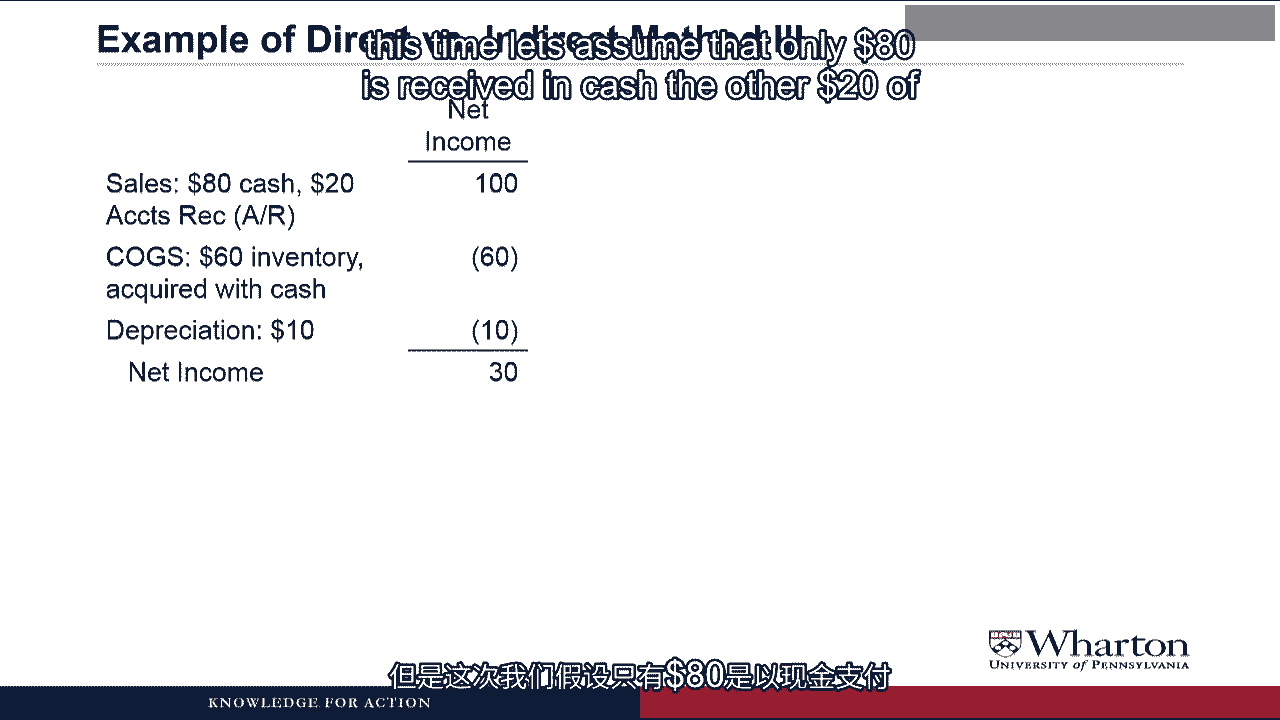 Example of Direct vs. Indirect Method III
this time lets assume that only $80
is received in cash the other $20 of
Net
Income
Sales: $80 cash, $20
Accts Rec (A/R)
100
COGS: $60 inventory,
acquired with cash
(60)
Depreciation: $10
(10)
Net Income
30
Wharton
UNIVERSITY of PENNSYLVANIA
但是这次我们假设只有$80是以现金支付
KNOWLEDGE FOR ACTION